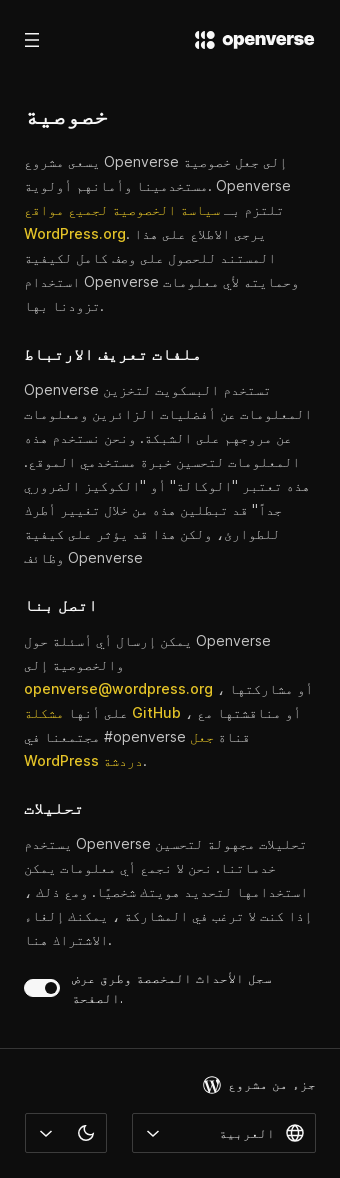 openverse
خصوصية
يسعى مشروع Openverse إلى جعل خصوصية
مستخدمينا وأمانهم أولوية. Openverse
تلتزم بـ سياسة الخصوصية لجميع مواقع
WordPress.org. يرجى الاطلاع على هذا
المستند للحصول على وصف كامل لكيفية
استخدام Openverse وحمايته لأي معلومات
تزودنا بها.
ملفات تعريف الارتباط
Openverse تستخدم البسكويت لتخزين
المعلومات عن أفضليات الزائرين ومعلومات
عن مروجهم على الشبكة. ونحن نستخدم هذه
المعلومات لتحسين خبرة مستخدمي الموقع.
هذه تعتبر "الوكالة" أو "الكوكيز الضروري
جداً" قد تبطلين هذه من خلال تغيير أطرك
للطوارئ، ولكن هذا قد يؤثر على كيفية
وظائف Openverse
اتصل بنا
يمكن إرسال أي أسئلة حول Openverse
والخصوصية إلى
openverse@wordpress.org ، أو مشاركتها
على أنها مشكلة GitHub ، أو مناقشتها مع
مجتمعنا في #openverse قناة جعل
WordPress دردشة.
تحليلات
يستخدم Openverse تحليلات مجهولة لتحسين
خدماتنا. نحن لا نجمع أي معلومات يمكن
استخدامها لتحديد هويتك شخصيًا. ومع ذلك ،
إذا كنت لا ترغب في المشاركة ، يمكنك إلغاء
الاشتراك هنا.
سجل الأحداث المخصصة وطرق عرض
الصفحة.
جزء من مشروع
العربية